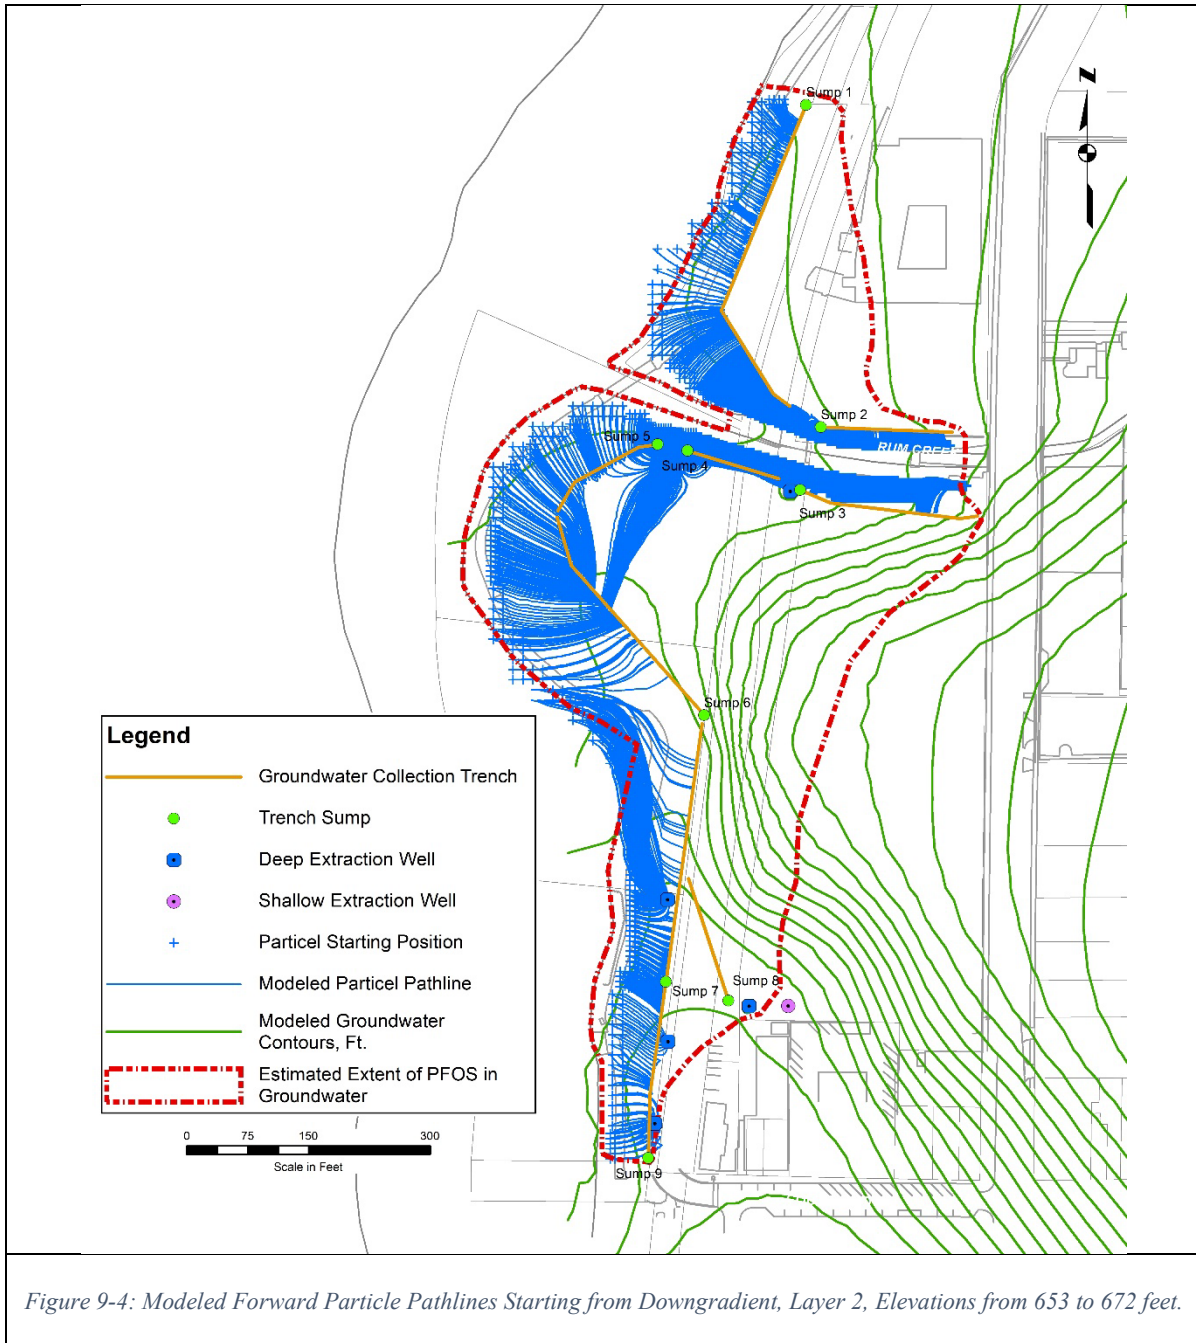 Z
Sump 1
Sump 2
RUM CREEK
Sump 5
Sump 4
Sump 3
Sump 6
Legend
Groundwater Collection Trench
Trench Sump
Deep Extraction Well
Shallow Extraction Well
Particel Starting Position
Modeled Particel Pathline
Modeled Groundwater
Contours, Ft.
Estimated Extent of PFOS in
Groundwater
Sump 8
Sump 7
0 75 150 300
Scale in Feet
Sump 9
Figure 9-4: Modeled Forward Particle Pathlines Starting from Downgradient, Layer 2, Elevations from 653 to 672 feet.